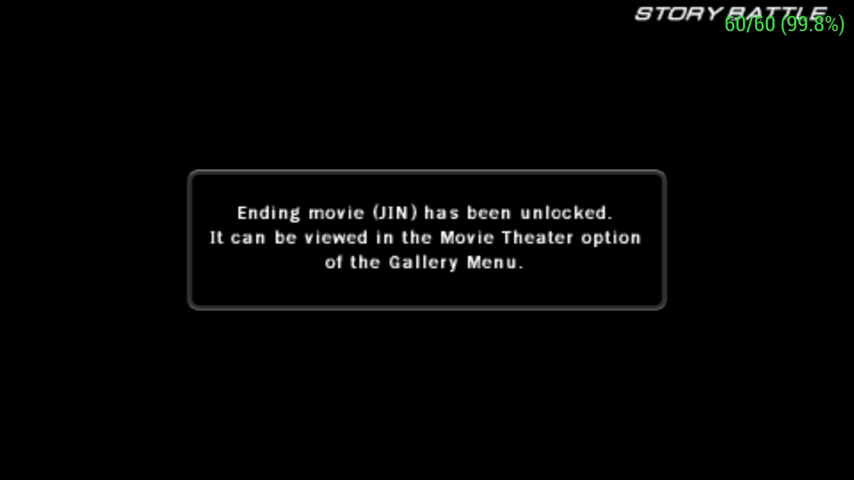 STORY BATTLE
60/60 (99.8%)
Ending movie (JIN) has been unlocked.
It can be viewed in the Movie Theater option
of the Gallery Menu.